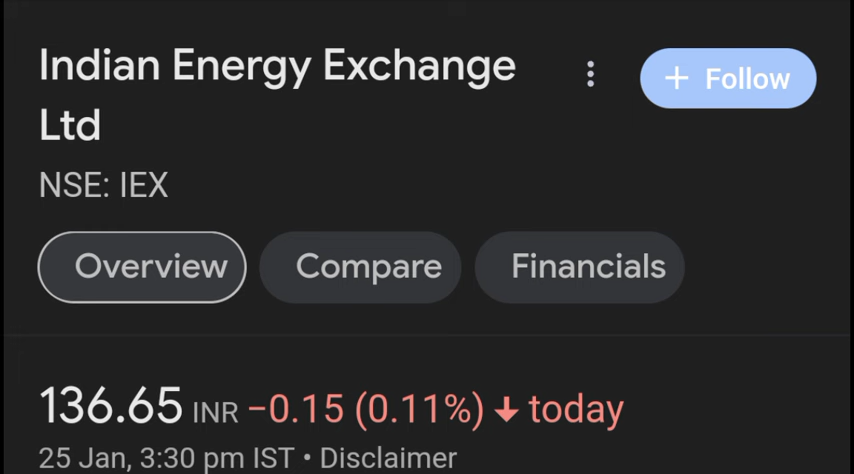 Indian Energy Exchange
Ltd
+ Follow
NSE: IEX
Overview Compare Financials
136.65 INR −0.15 (0.11%) ↓ today
25 Jan, 3:30 pm IST • Disclaimer